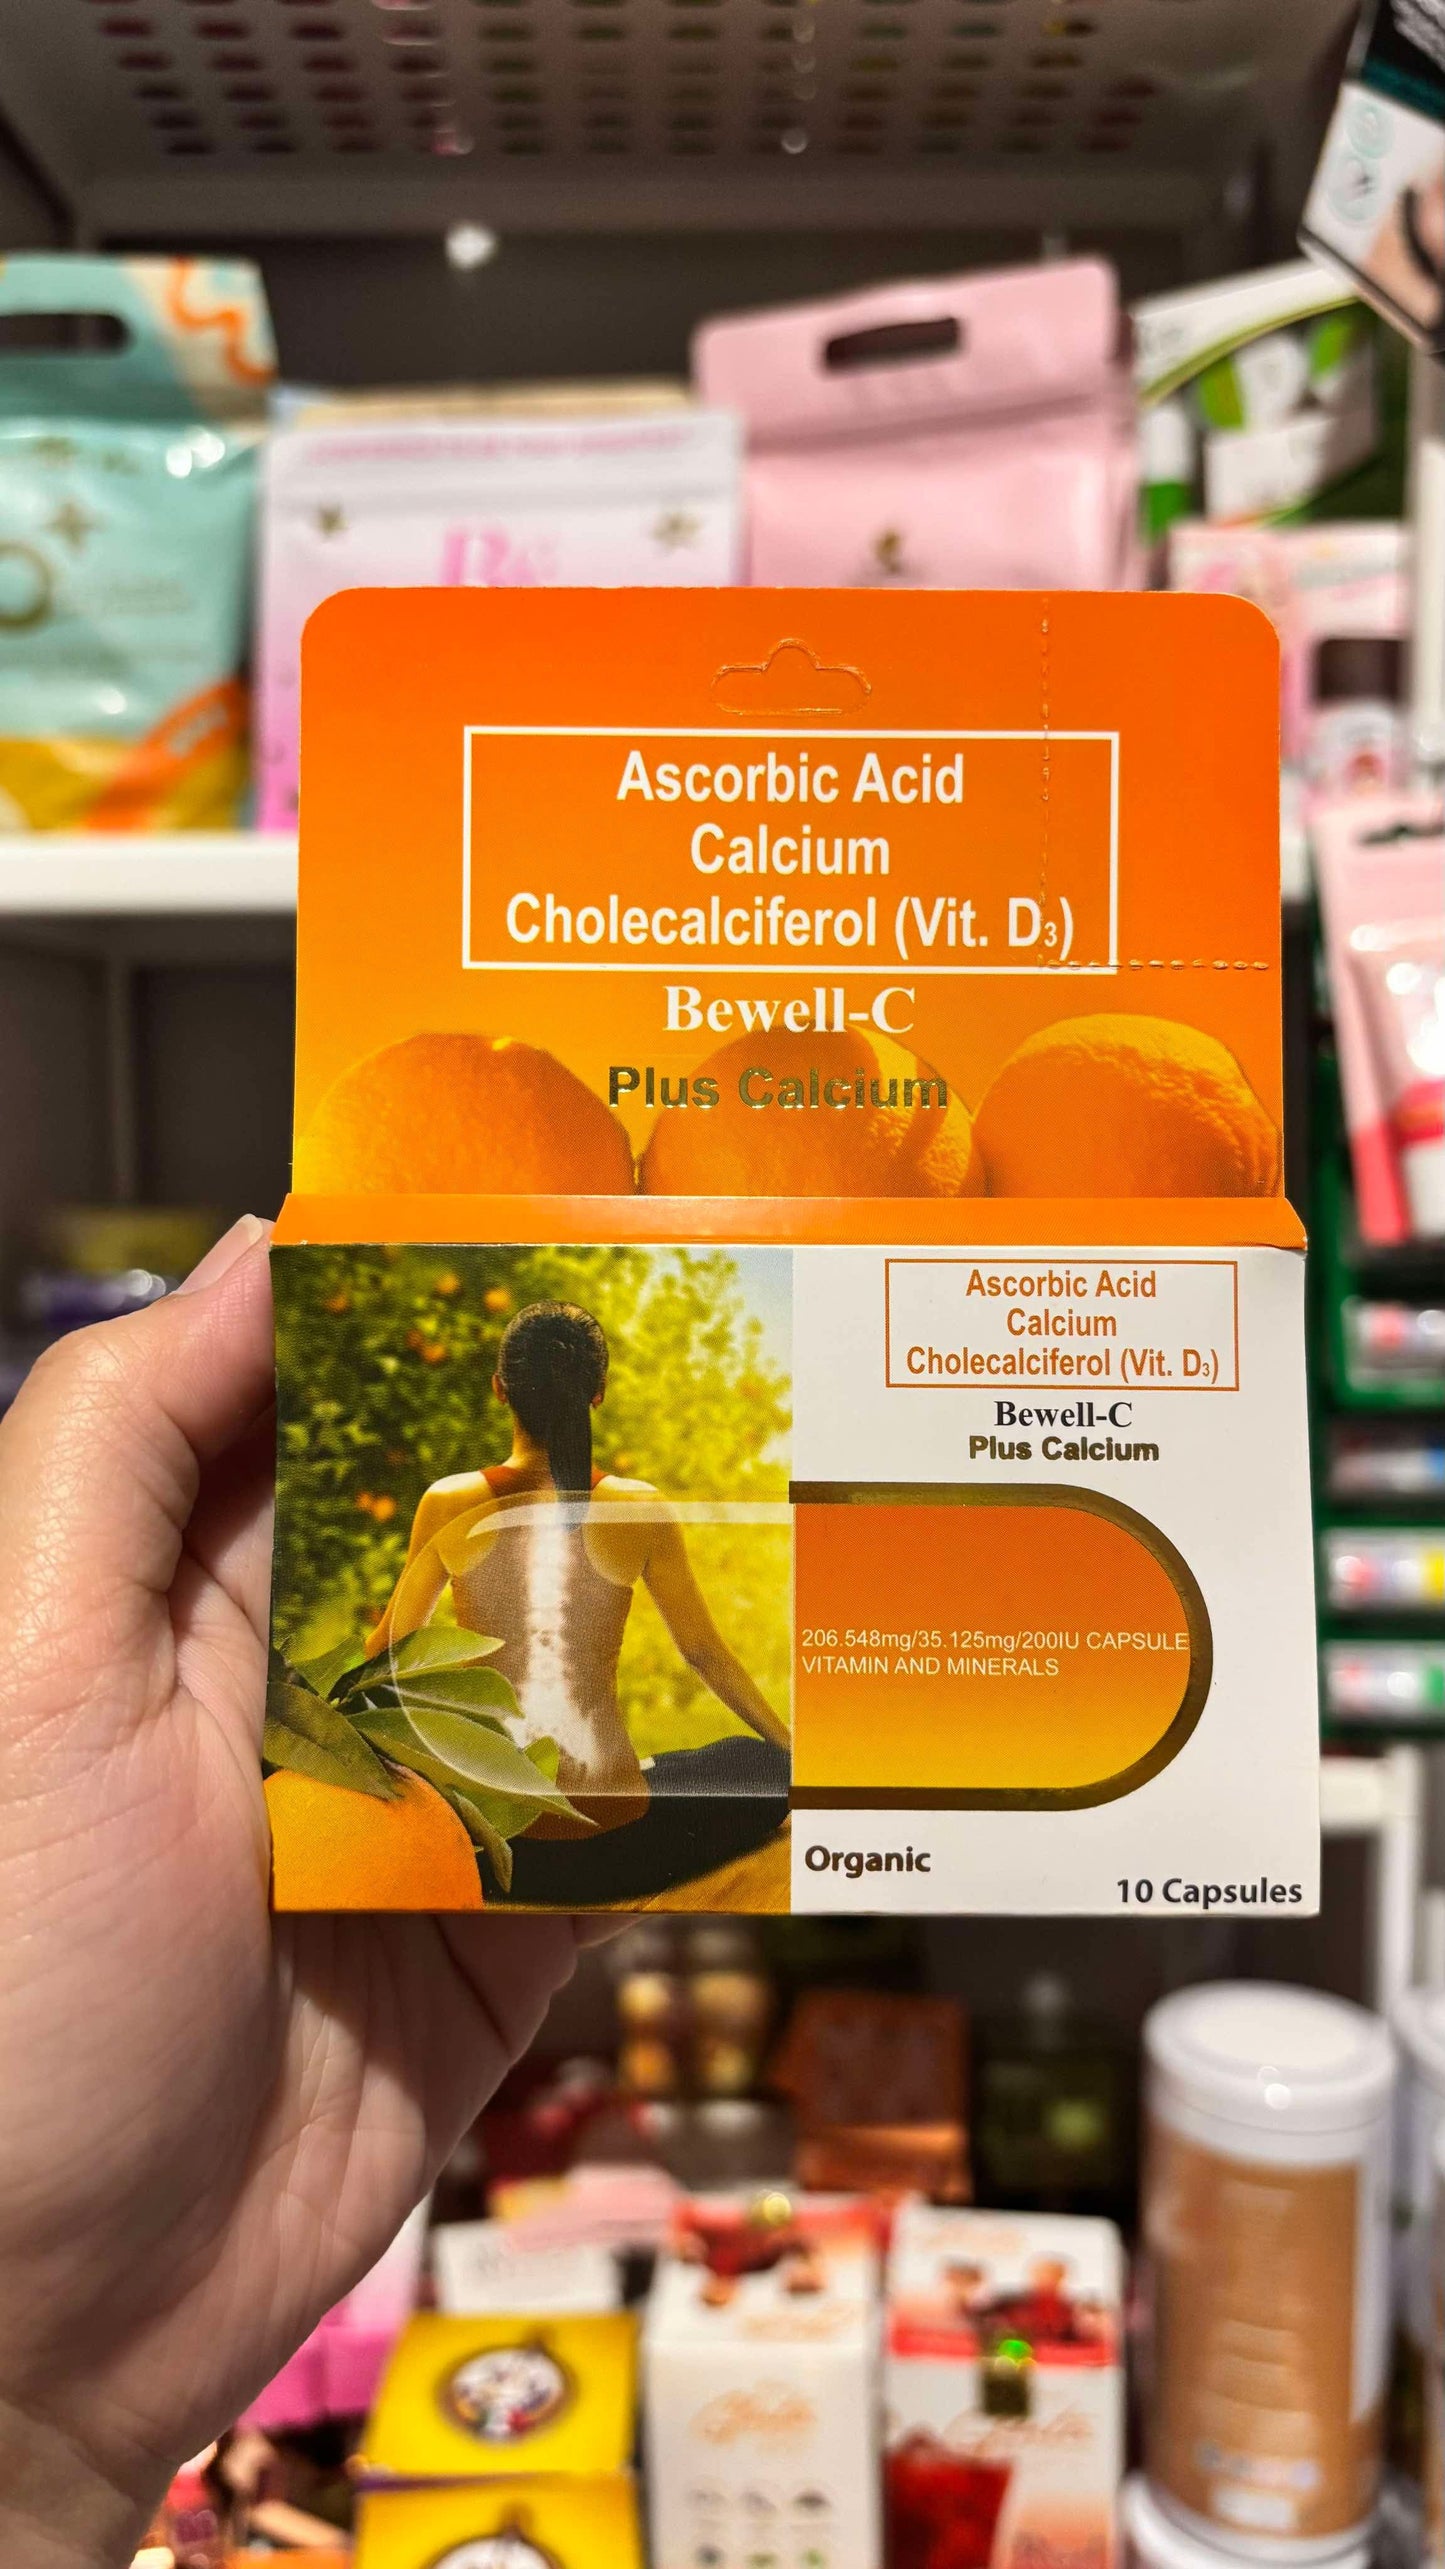 Ascorbic Acid
Calcium
Cholecalciferol (Vit. D3)
Bewell-C
Plus Calcium
Ascorbic Acid
Calcium
Cholecalciferol (Vit. D3)
Bewell-C
Plus Calcium
206.548mg/35.125mg/200IU CAPSULE
VITAMIN AND MINERALS
Organic
10 Capsules